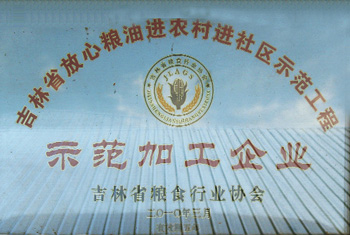 吉林省放心粮油进农村进社区示范工程
JLAGS
示范加工企业
吉林省粮食行业协会
二〇一〇年三月